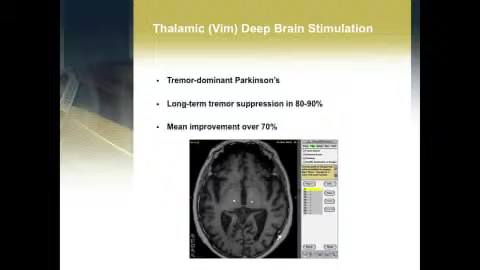 Thalamic (Vim) Deep Brain Stimulation
• Tremor-dominant Parkinson's
• Long-term tremor suppression in 80-90%
• Mean improvement over 70%